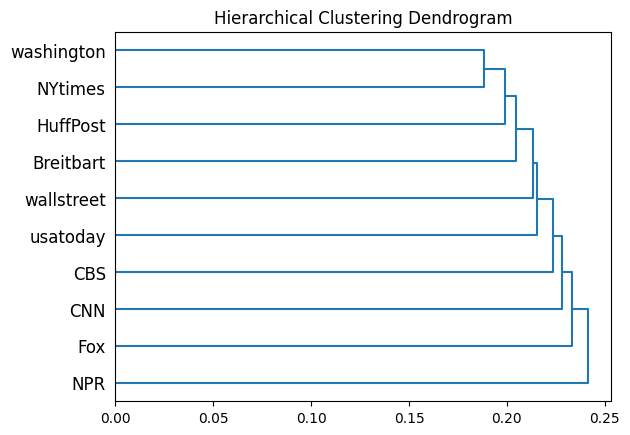 Hierarchical Clustering Dendrogram
washington
NYtimes
HuffPost
Breitbart
wallstreet
usatoday
CBS
CNN
Fox
NPR
0.00 0.05 0.10 0.15 0.20 0.25